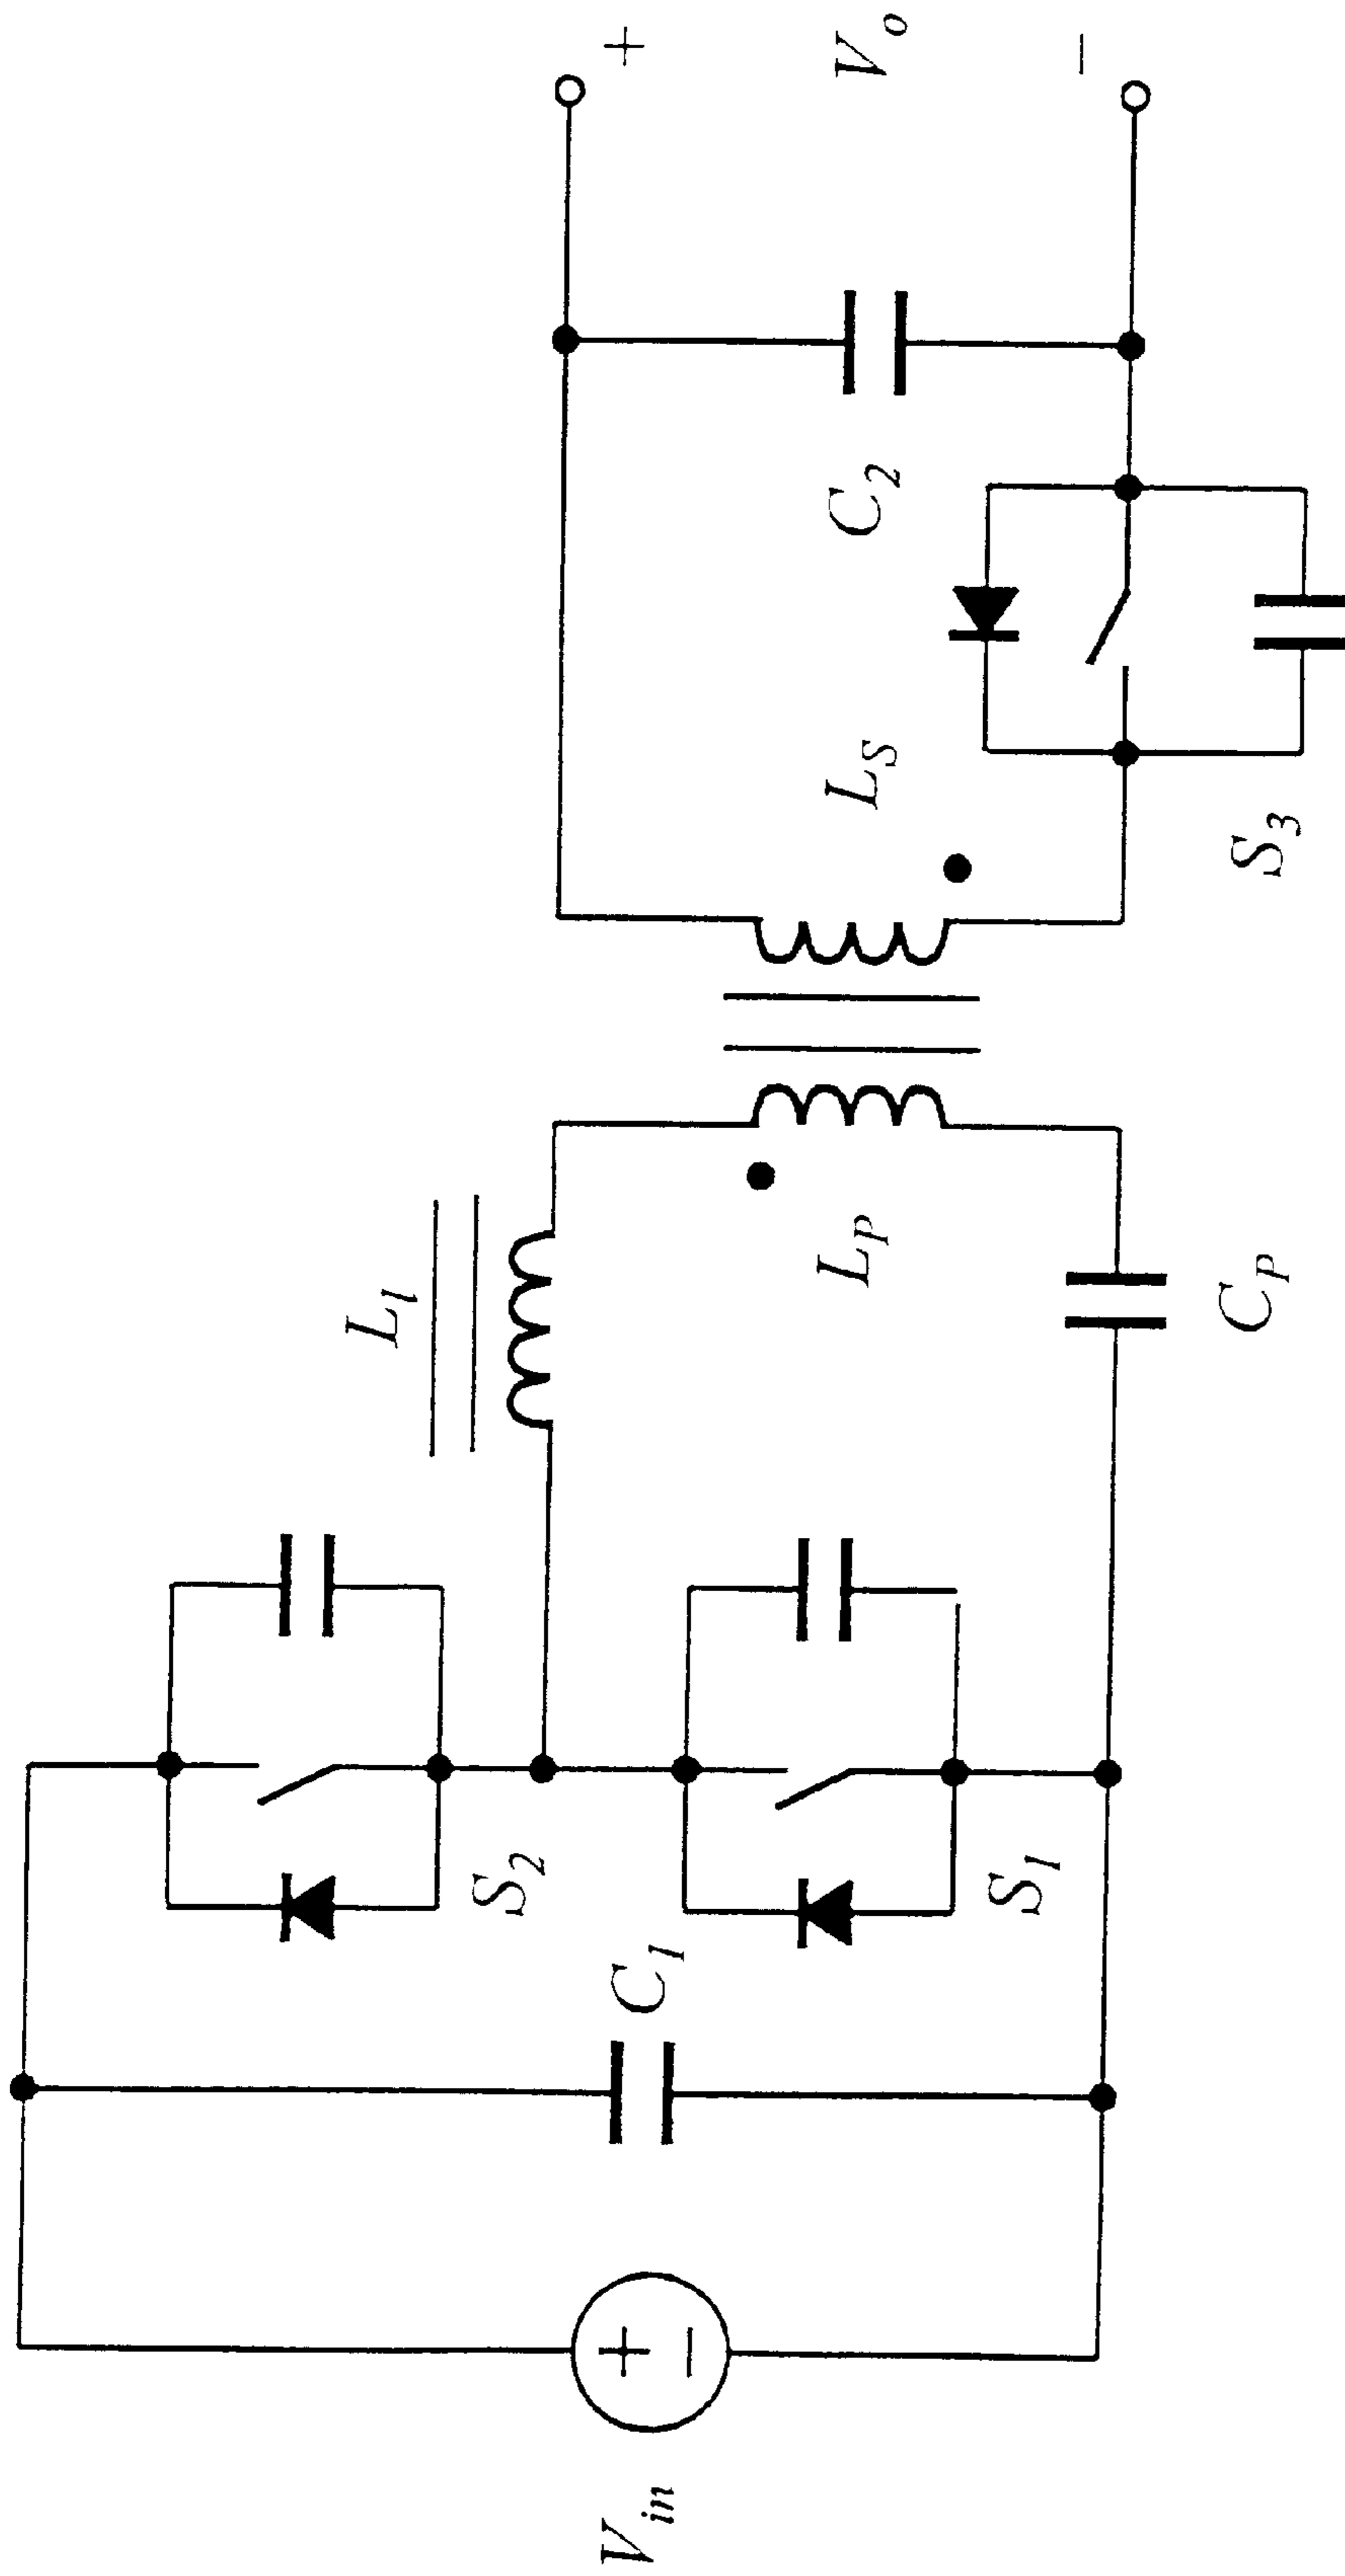 V_in
+
−
C_1
S_2
S_1
L_l
L_P
C_P
L_S
S_3
C_2
+
V_o
−